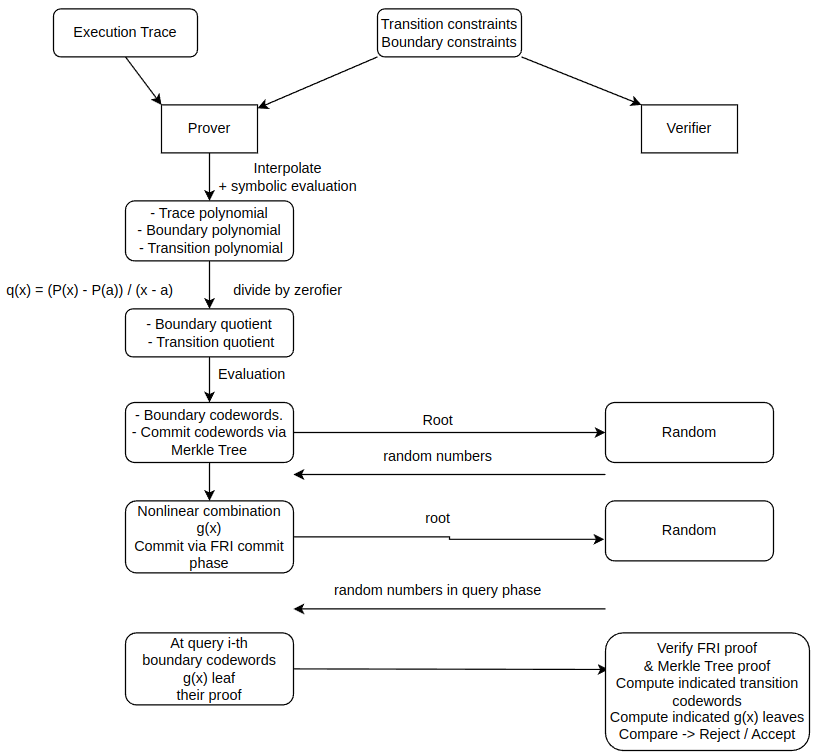 Execution Trace
Transition constraints
Boundary constraints
Prover
Verifier
Interpolate
+ symbolic evaluation
- Trace polynomial
- Boundary polynomial
- Transition polynomial
q(x) = (P(x) - P(a)) / (x - a)
divide by zerofier
- Boundary quotient
- Transition quotient
Evaluation
- Boundary codewords.
- Commit codewords via
Merkle Tree
Root
Random
random numbers
Nonlinear combination
g(x)
Commit via FRI commit
phase
root
Random
random numbers in query phase
At query i-th
boundary codewords
g(x) leaf
their proof
Verify FRI proof
& Merkle Tree proof
Compute indicated transition
codewords
Compute indicated g(x) leaves
Compare -> Reject / Accept